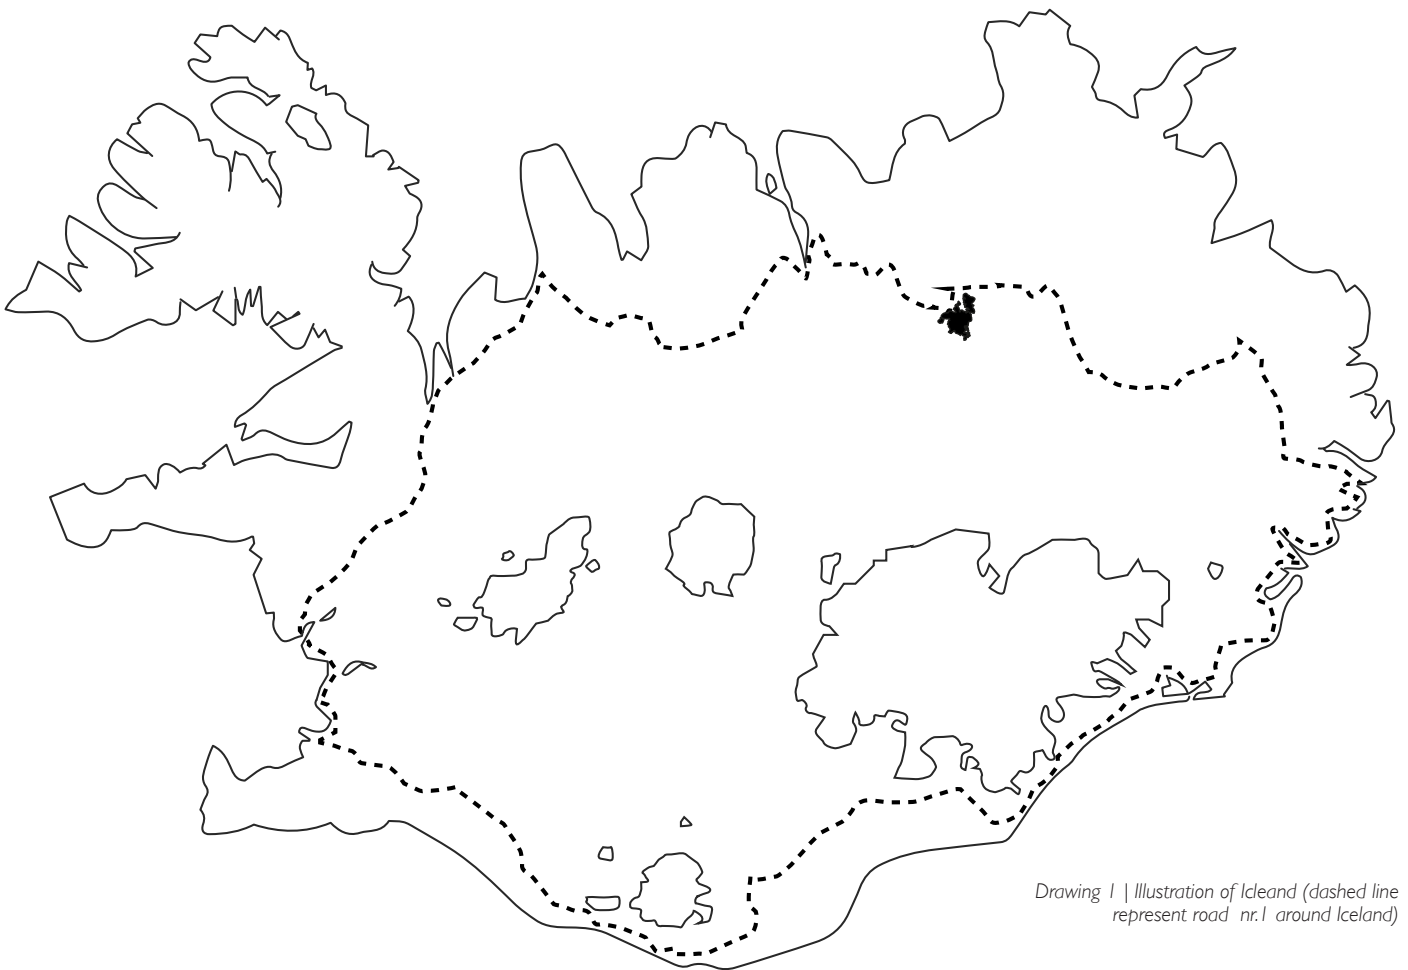 Drawing 1 | Illustration of Icleand (dashed line
represent road nr.1 around Iceland)